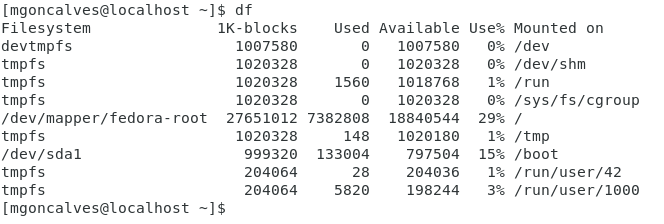 [mgoncalves@localhost ~]$ df
Filesystem 1K-blocks Used Available Use% Mounted on
devtmpfs 1007580 0 1007580 0% /dev
tmpfs 1020328 0 1020328 0% /dev/shm
tmpfs 1020328 1560 1018768 1% /run
tmpfs 1020328 0 1020328 0% /sys/fs/cgroup
/dev/mapper/fedora-root 27651012 7382808 18840544 29% /
tmpfs 1020328 148 1020180 1% /tmp
/dev/sda1 999320 133004 797504 15% /boot
tmpfs 204064 28 204036 1% /run/user/42
tmpfs 204064 5820 198244 3% /run/user/1000
[mgoncalves@localhost ~]$